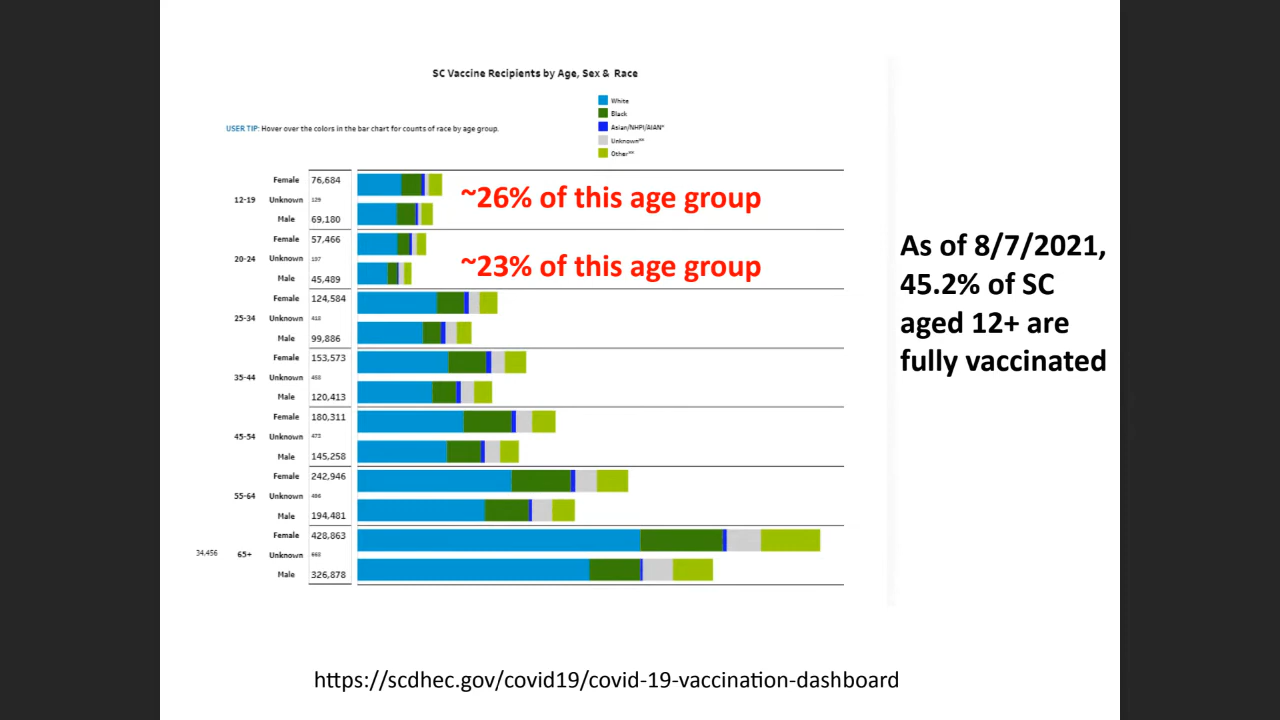 SC Vaccine Recipients by Age, Sex & Race
White
Black
Asian/NHPI/AIAN*
Unknown**
Other**
USER TIP: Hover over the colors in the bar chart for counts of race by age group.
12-19
Female 76,684
Unknown 129
Male 69,180
~26% of this age group
20-24
Female 57,466
Unknown
Male 45,489
~23% of this age group
25-34
Female 124,584
Unknown 418
Male 99,886
35-44
Female 153,573
Unknown
Male 120,413
45-54
Female 180,311
Unknown 472
Male 145,258
55-64
Female 242,946
Unknown 496
Male 194,481
34,456
65+
Female 428,863
Unknown
Male 326,878
As of 8/7/2021,
45.2% of SC
aged 12+ are
fully vaccinated
https://scdhec.gov/covid19/covid-19-vaccination-dashboard